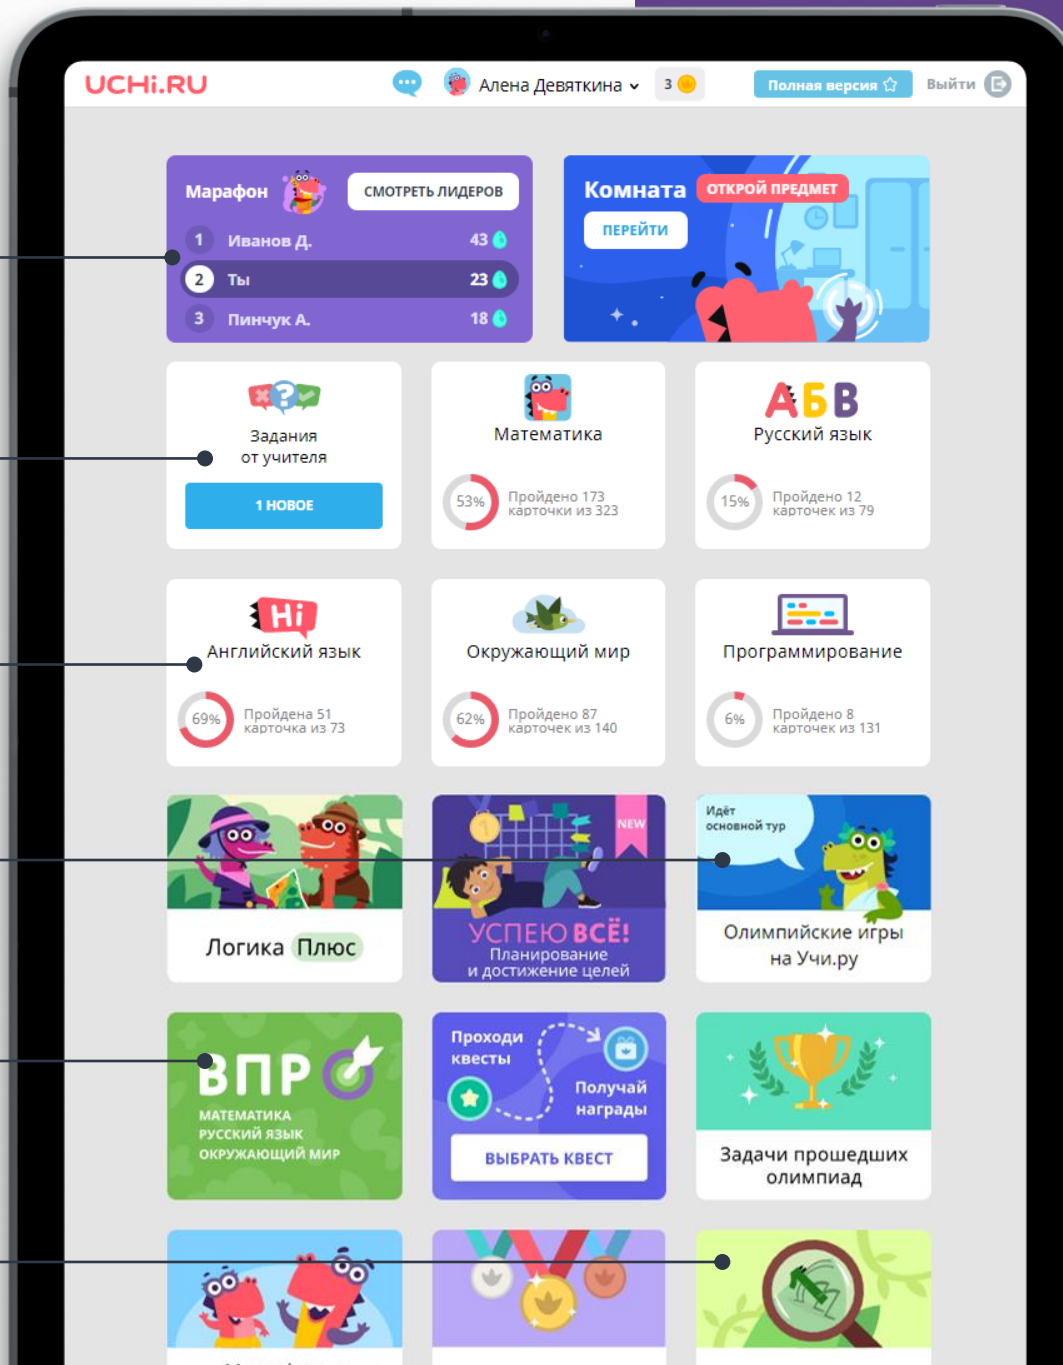 UCHi.RU
Алена Девяткина
3
Полная версия
Выйти
Марафон
СМОТРЕТЬ ЛИДЕРОВ
1 Иванов Д. 43
2 Ты 23
3 Пинчук А. 18
Комната
ОТКРОЙ ПРЕДМЕТ
ПЕРЕЙТИ
Задания
от учителя
1 НОВОЕ
Математика
53%
Пройдено 173
карточки из 323
АБВ
Русский язык
15%
Пройдено 12
карточек из 79
Hi
Английский язык
69%
Пройдена 51
карточка из 73
Окружающий мир
62%
Пройдено 87
карточек из 140
Программирование
6%
Пройдено 8
карточек из 131
Логика Плюс
1
NEW
УСПЕЮ ВСЁ!
Планирование
и достижение целей
Идёт
основной тур
Олимпийские игры
на Учи.ру
ВПР
МАТЕМАТИКА
РУССКИЙ ЯЗЫК
ОКРУЖАЮЩИЙ МИР
Проходи
квесты
Получай
награды
ВЫБРАТЬ КВЕСТ
Задачи прошедших
олимпиад